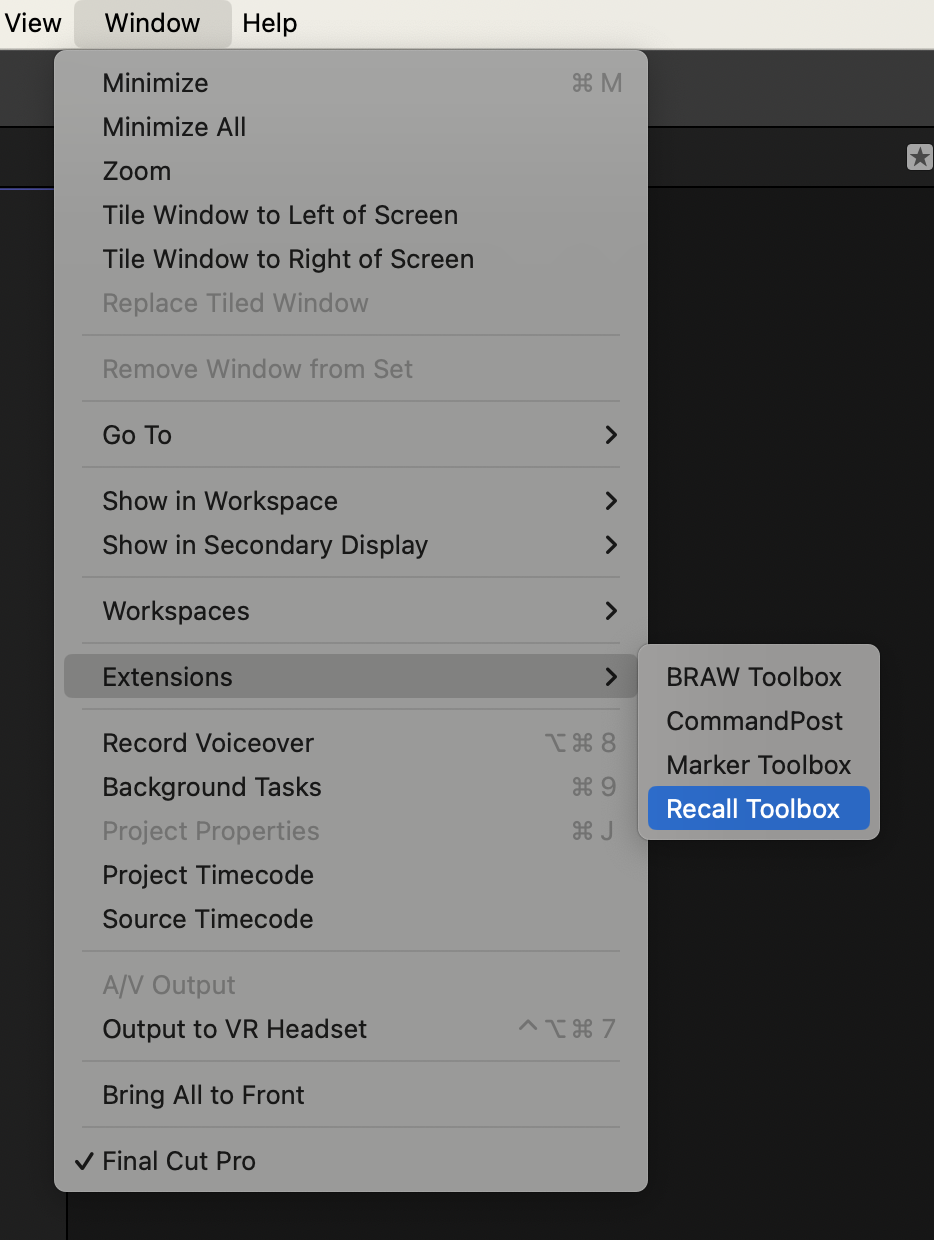 View Window Help
Minimize ⌘ M
Minimize All
Zoom
Tile Window to Left of Screen
Tile Window to Right of Screen
Replace Tiled Window
Remove Window from Set
Go To
Show in Workspace
Show in Secondary Display
Workspaces
Extensions
BRAW Toolbox
CommandPost
Marker Toolbox
Recall Toolbox
Record Voiceover ⌥ ⌘ 8
Background Tasks ⌘ 9
Project Properties ⌘ J
Project Timecode
Source Timecode
A/V Output
Output to VR Headset ^ ⌥ ⌘ 7
Bring All to Front
✓ Final Cut Pro